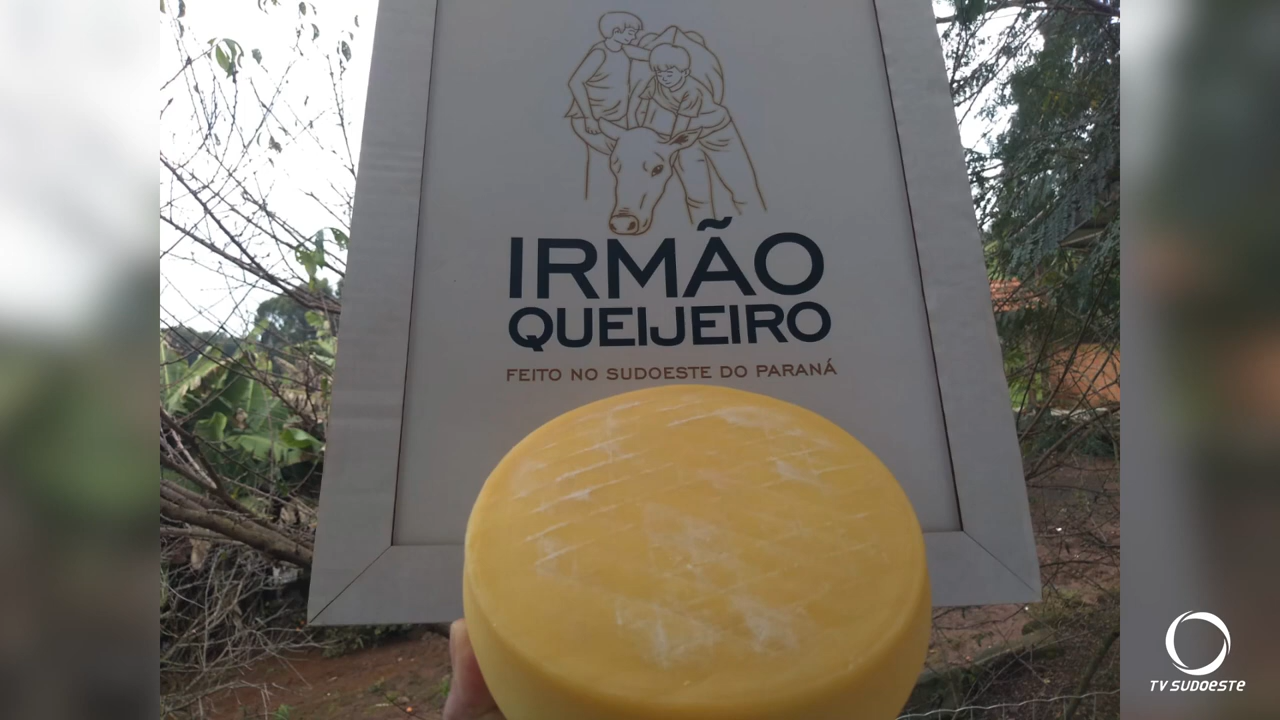 IRMÃO
QUEIJEIRO
FEITO NO SUDOESTE DO PARANÁ
TV SUDOESTE